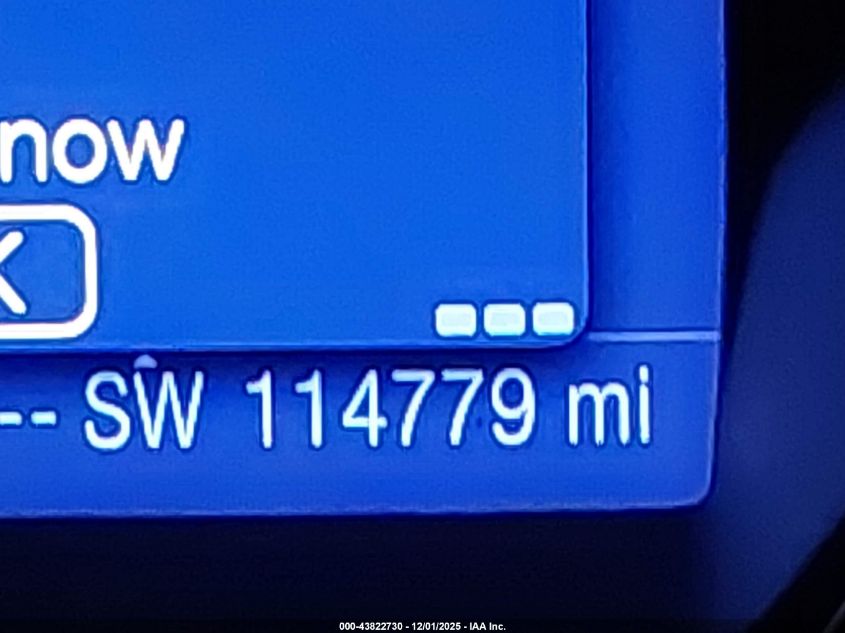 now
K
-- SW 114779 mi
000-43822730 - 12/01/2025 - IAA Inc.